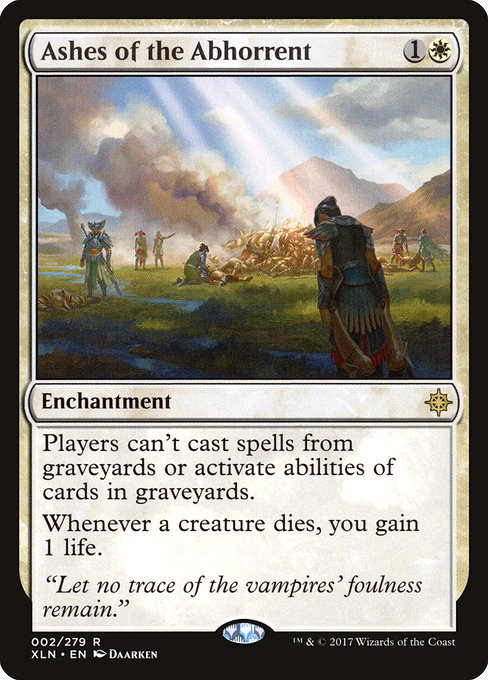 Ashes of the Abhorrent 1
Enchantment
Players can't cast spells from
graveyards or activate abilities of
cards in graveyards.
Whenever a creature dies, you gain
1 life.
“Let no trace of the vampires’ foulness
remain.”
002/279 R
XLN • EN Daarken
™ & © 2017 Wizards of the Coast